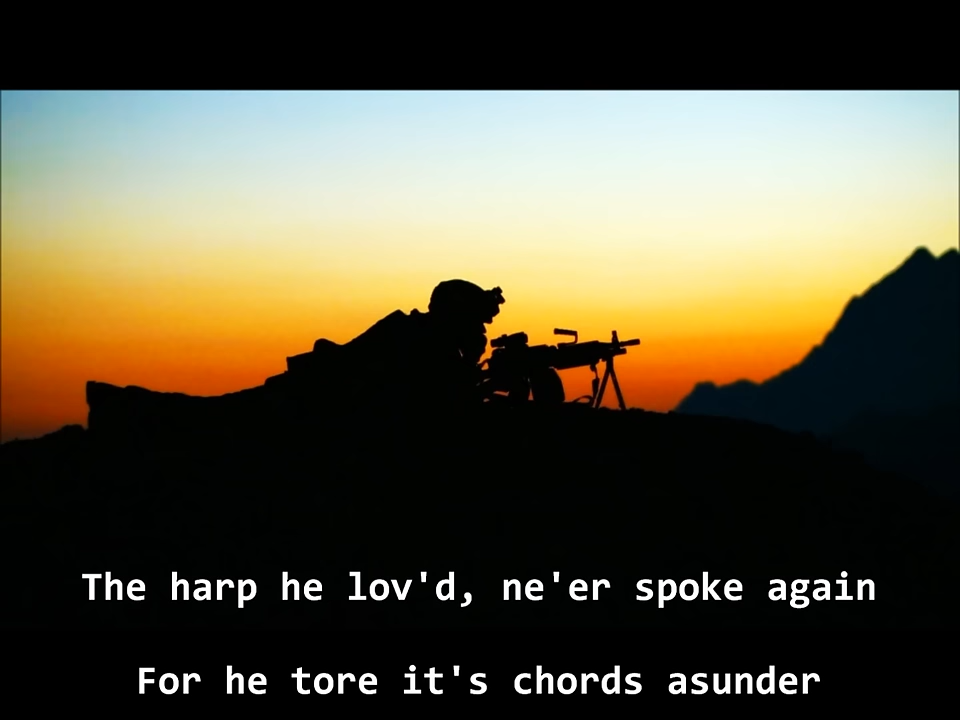 The harp he lov'd, ne'er spoke again
For he tore it's chords asunder